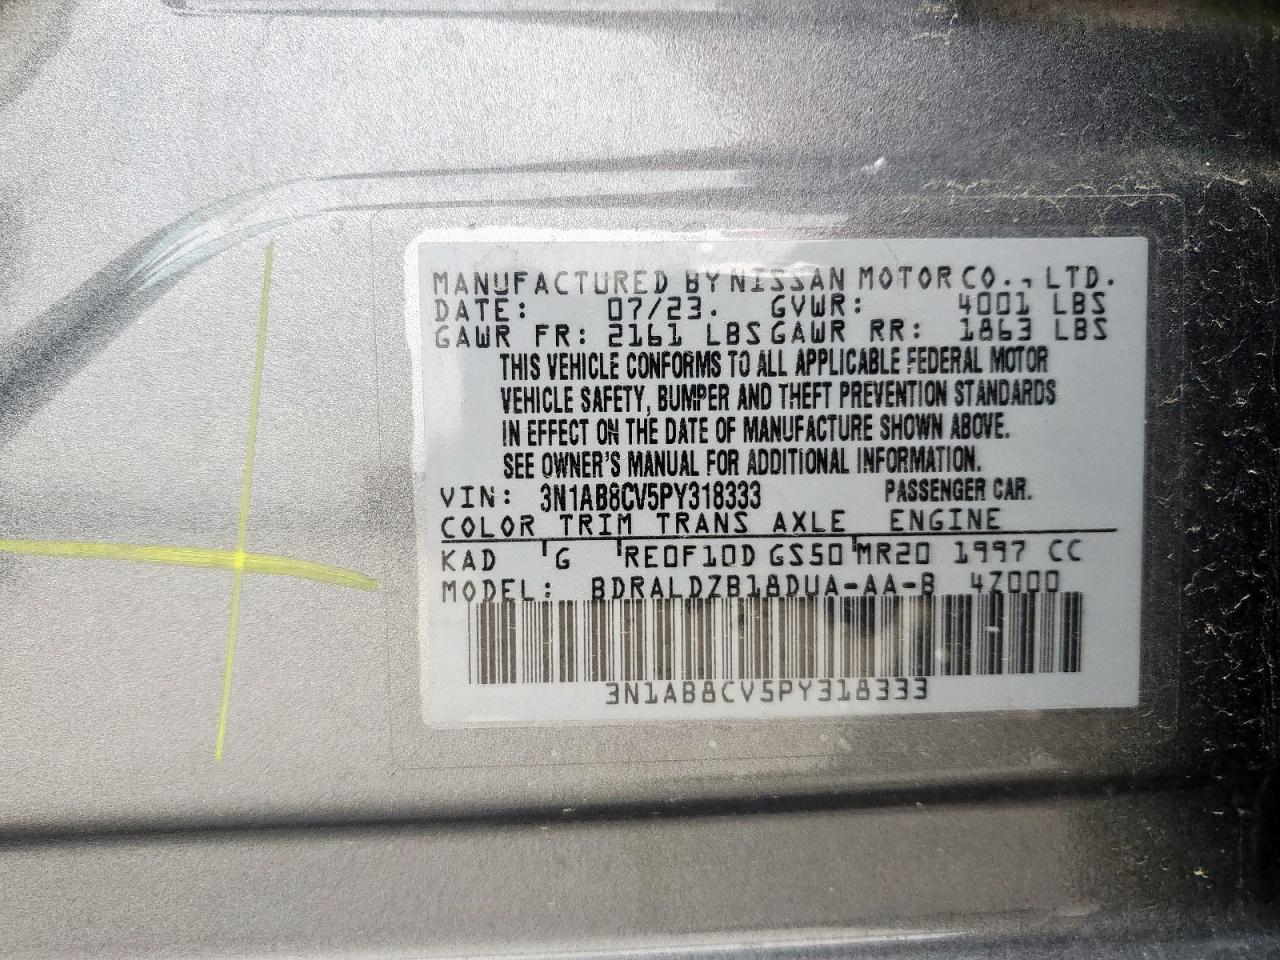 MANUFACTURED BY NISSAN MOTOR CO., LTD.
DATE: 07/23. GVWR: 4001 LBS
GAWR FR: 2161 LBS GAWR RR: 1863 LBS
THIS VEHICLE CONFORMS TO ALL APPLICABLE FEDERAL MOTOR
VEHICLE SAFETY, BUMPER AND THEFT PREVENTION STANDARDS
IN EFFECT ON THE DATE OF MANUFACTURE SHOWN ABOVE.
SEE OWNER'S MANUAL FOR ADDITIONAL INFORMATION.
VIN: 3N1AB8CV5PY318333 PASSENGER CAR.
COLOR TRIM TRANS AXLE ENGINE
KAD G RE0F10D GS50 MR20 1997 CC
MODEL: BDRALDZB18DUA-AA-B 4Z000
3N1AB8CV5PY318333